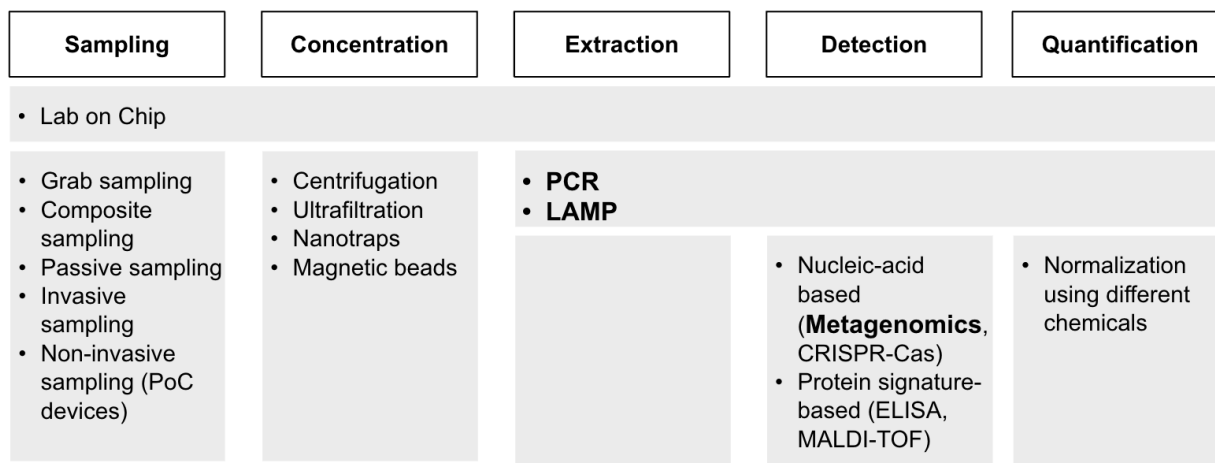 Sampling
Concentration
Extraction
Detection
Quantification
• Lab on Chip
• Grab sampling
• Composite
sampling
• Passive sampling
• Invasive
sampling
• Non-invasive
sampling (PoC
devices)
• Centrifugation
• Ultrafiltration
• Nanotraps
• Magnetic beads
• PCR
• LAMP
• Nucleic-acid
based
(Metagenomics,
CRISPR-Cas)
• Protein signature-
based (ELISA,
MALDI-TOF)
• Normalization
using different
chemicals